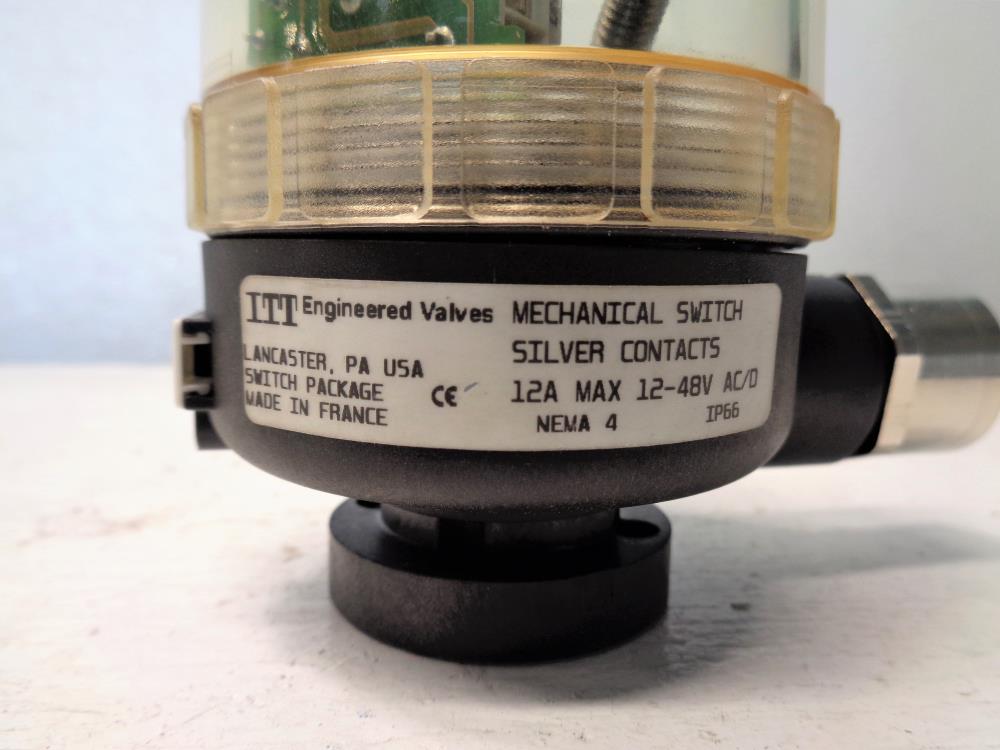 ITT Engineered Valves
LANCASTER, PA USA
SWITCH PACKAGE
MADE IN FRANCE
CE
MECHANICAL SWITCH
SILVER CONTACTS
12A MAX 12-48V AC/D
NEMA 4 IP66